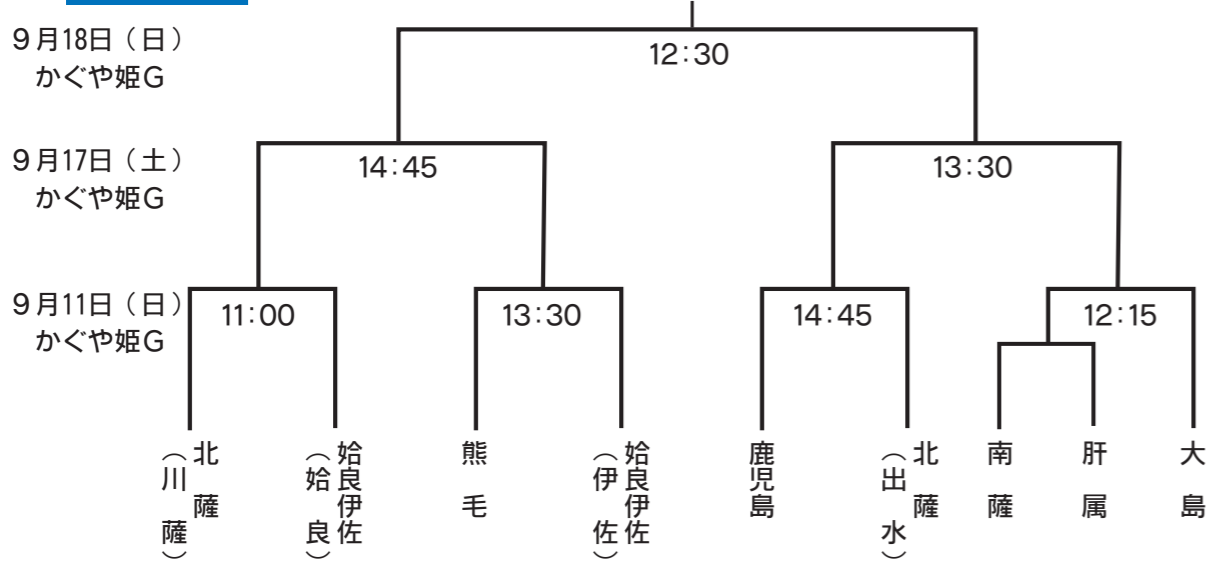 9月18日（日）
かぐや姫G
12:30
9月17日（土）
かぐや姫G
14:45
13:30
9月11日（日）
かぐや姫G
11:00
13:30
14:45
12:15
北薩
（川薩）
姶良伊佐
（姶良）
熊毛
姶良伊佐
（伊佐）
鹿児島
北薩
（出水）
南薩
肝属
大島